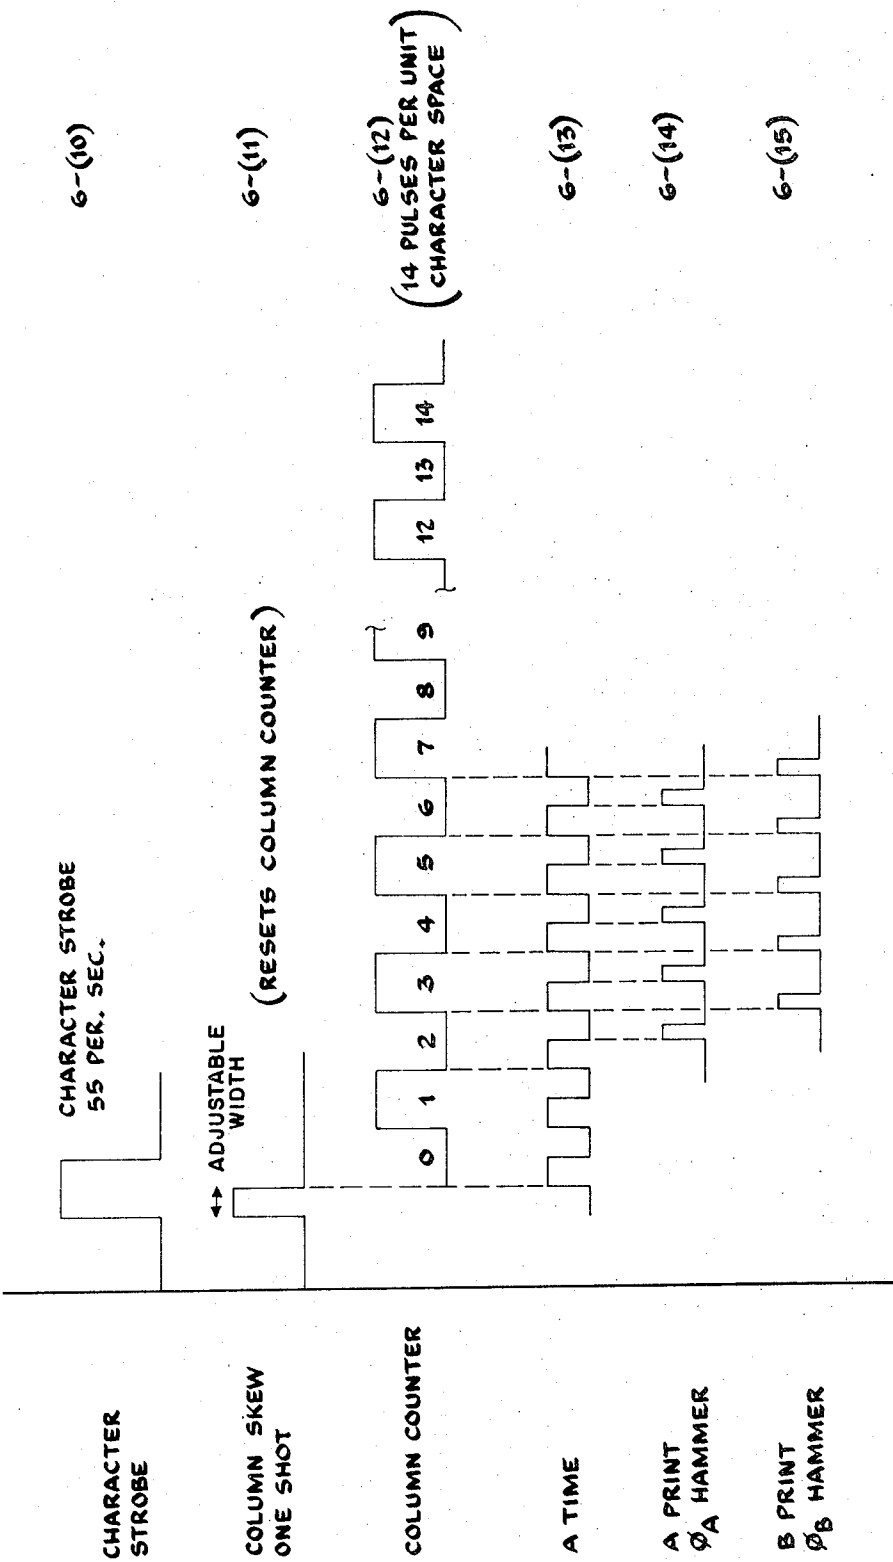 CHARACTER
STROBE
CHARACTER STROBE
55 PER. SEC.
6-(10)
COLUMN SKEW
ONE SHOT
ADJUSTABLE
WIDTH
(RESETS COLUMN COUNTER)
6-(11)
COLUMN COUNTER
0 1 2 3 4 5 6 7 8 9 12 13 14
6-(12)
(14 PULSES PER UNIT
CHARACTER SPACE)
A TIME
6-(13)
A PRINT
ØA HAMMER
6-(14)
B PRINT
ØB HAMMER
6-(15)